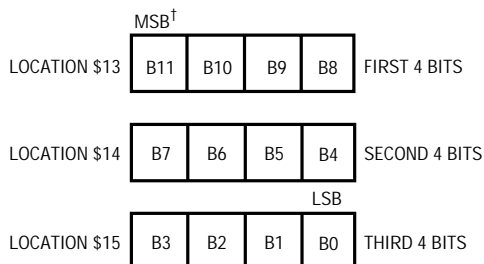 MSB†
LOCATION $13 B11 B10 B9 B8 FIRST 4 BITS
LOCATION $14 B7 B6 B5 B4 SECOND 4 BITS
LSB
LOCATION $15 B3 B2 B1 B0 THIRD 4 BITS